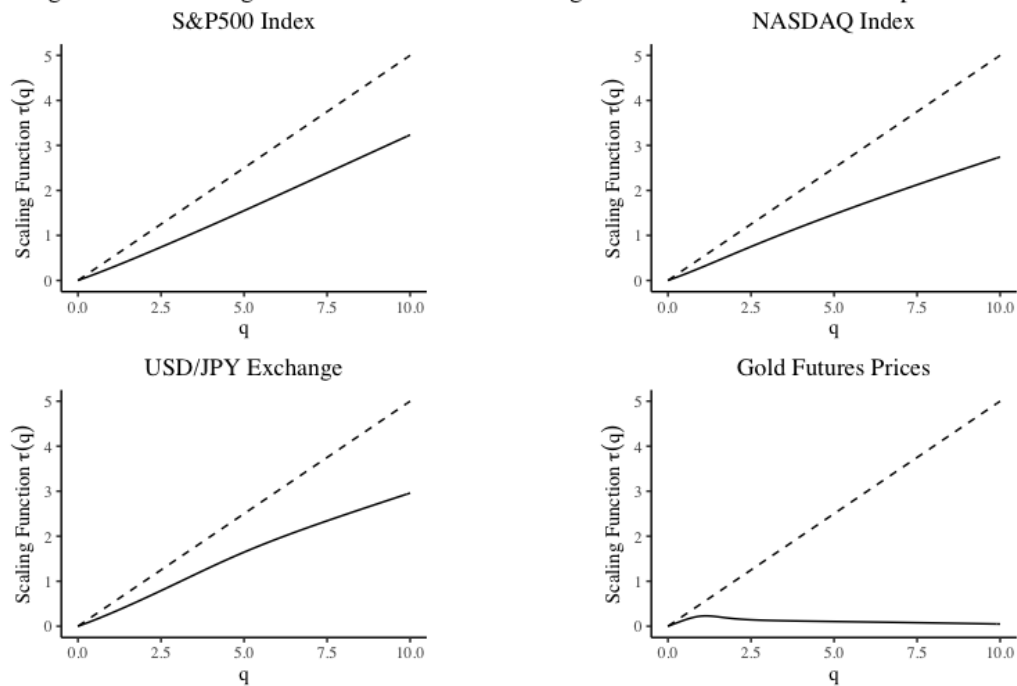 S&P500 Index
NASDAQ Index
Scaling Function τ(q)
5
4
3
2
1
0
0.0 2.5 5.0 7.5 10.0
q
Scaling Function τ(q)
5
4
3
2
1
0
0.0 2.5 5.0 7.5 10.0
q
USD/JPY Exchange
Gold Futures Prices
Scaling Function τ(q)
5
4
3
2
1
0
0.0 2.5 5.0 7.5 10.0
q
Scaling Function τ(q)
5
4
3
2
1
0
0.0 2.5 5.0 7.5 10.0
q